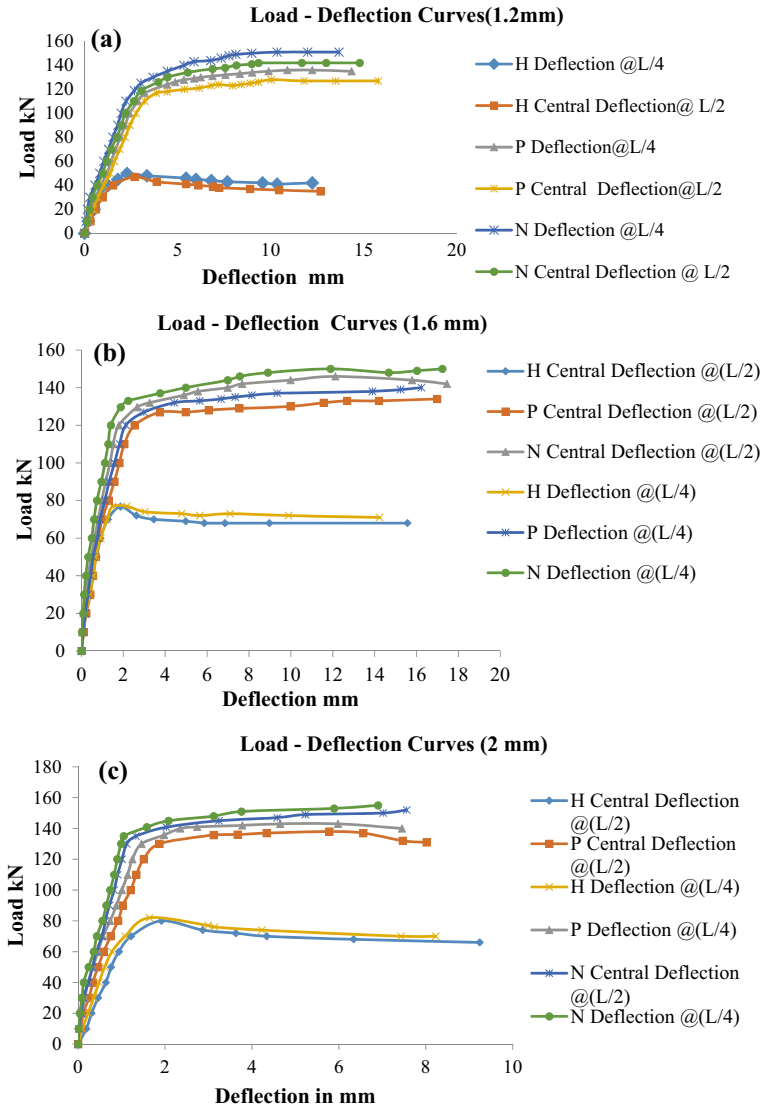 Load - Deflection Curves(1.2mm)
(a)
160
140
120
100
80
60
40
20
0
Load kN
0 5 10 15 20
Deflection mm
H Deflection @L/4
H Central Deflection@ L/2
P Deflection@L/4
P Central Deflection@L/2
N Deflection @L/4
N Central Deflection @ L/2
Load - Deflection Curves (1.6 mm)
(b)
160
140
120
100
80
60
40
20
0
Load kN
0 2 4 6 8 10 12 14 16 18 20
Deflection mm
H Central Deflection @(L/2)
P Central Deflection @(L/2)
N Central Deflection @(L/2)
H Deflection @(L/4)
P Deflection @(L/4)
N Deflection @(L/4)
Load - Deflection Curves (2 mm)
(c)
180
160
140
120
100
80
60
40
20
0
Load kN
0 2 4 6 8 10
Deflection in mm
H Central Deflection
@(L/2)
P Central Deflection
@(L/2)
H Deflection @(L/4)
P Deflection @(L/4)
N Central Deflection
@(L/2)
N Deflection @(L/4)